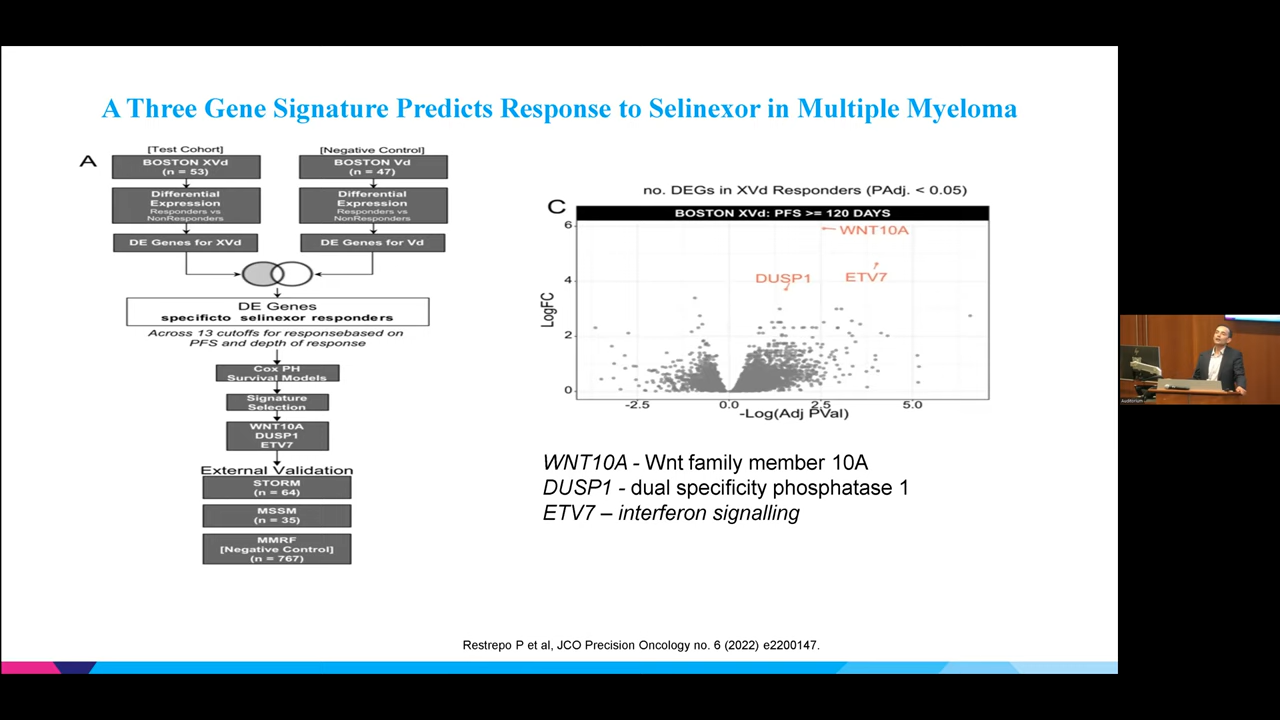 A Three Gene Signature Predicts Response to Selinexor in Multiple Myeloma
A
[Test Cohort]
BOSTON XVd
(n = 53)
[Negative Control]
BOSTON Vd
(n = 47)
Differential
Expression
Responders vs
NonResponders
Differential
Expression
Responders vs
NonResponders
DE Genes for XVd
DE Genes for Vd
DE Genes
specificto selinexor responders
Across 13 cutoffs for responsebased on
PFS and depth of response
Cox PH
Survival Models
Signature
Selection
WNT10A
DUSP1
ETV7
External Validation
STORM
(n = 64)
MSSM
(n = 35)
MMRF
[Negative Control]
(n = 767)
no. DEGs in XVd Responders (PAdj. < 0.05)
C
BOSTON XVd: PFS >= 120 DAYS
LogFC
6
4
2
0
WNT10A
DUSP1
ETV7
-2.5
0.0
2.5
5.0
-Log(Adj PVal)
WNT10A - Wnt family member 10A
DUSP1 - dual specificity phosphatase 1
ETV7 – interferon signalling
Restrepo P et al, JCO Precision Oncology no. 6 (2022) e2200147.
Auditorium